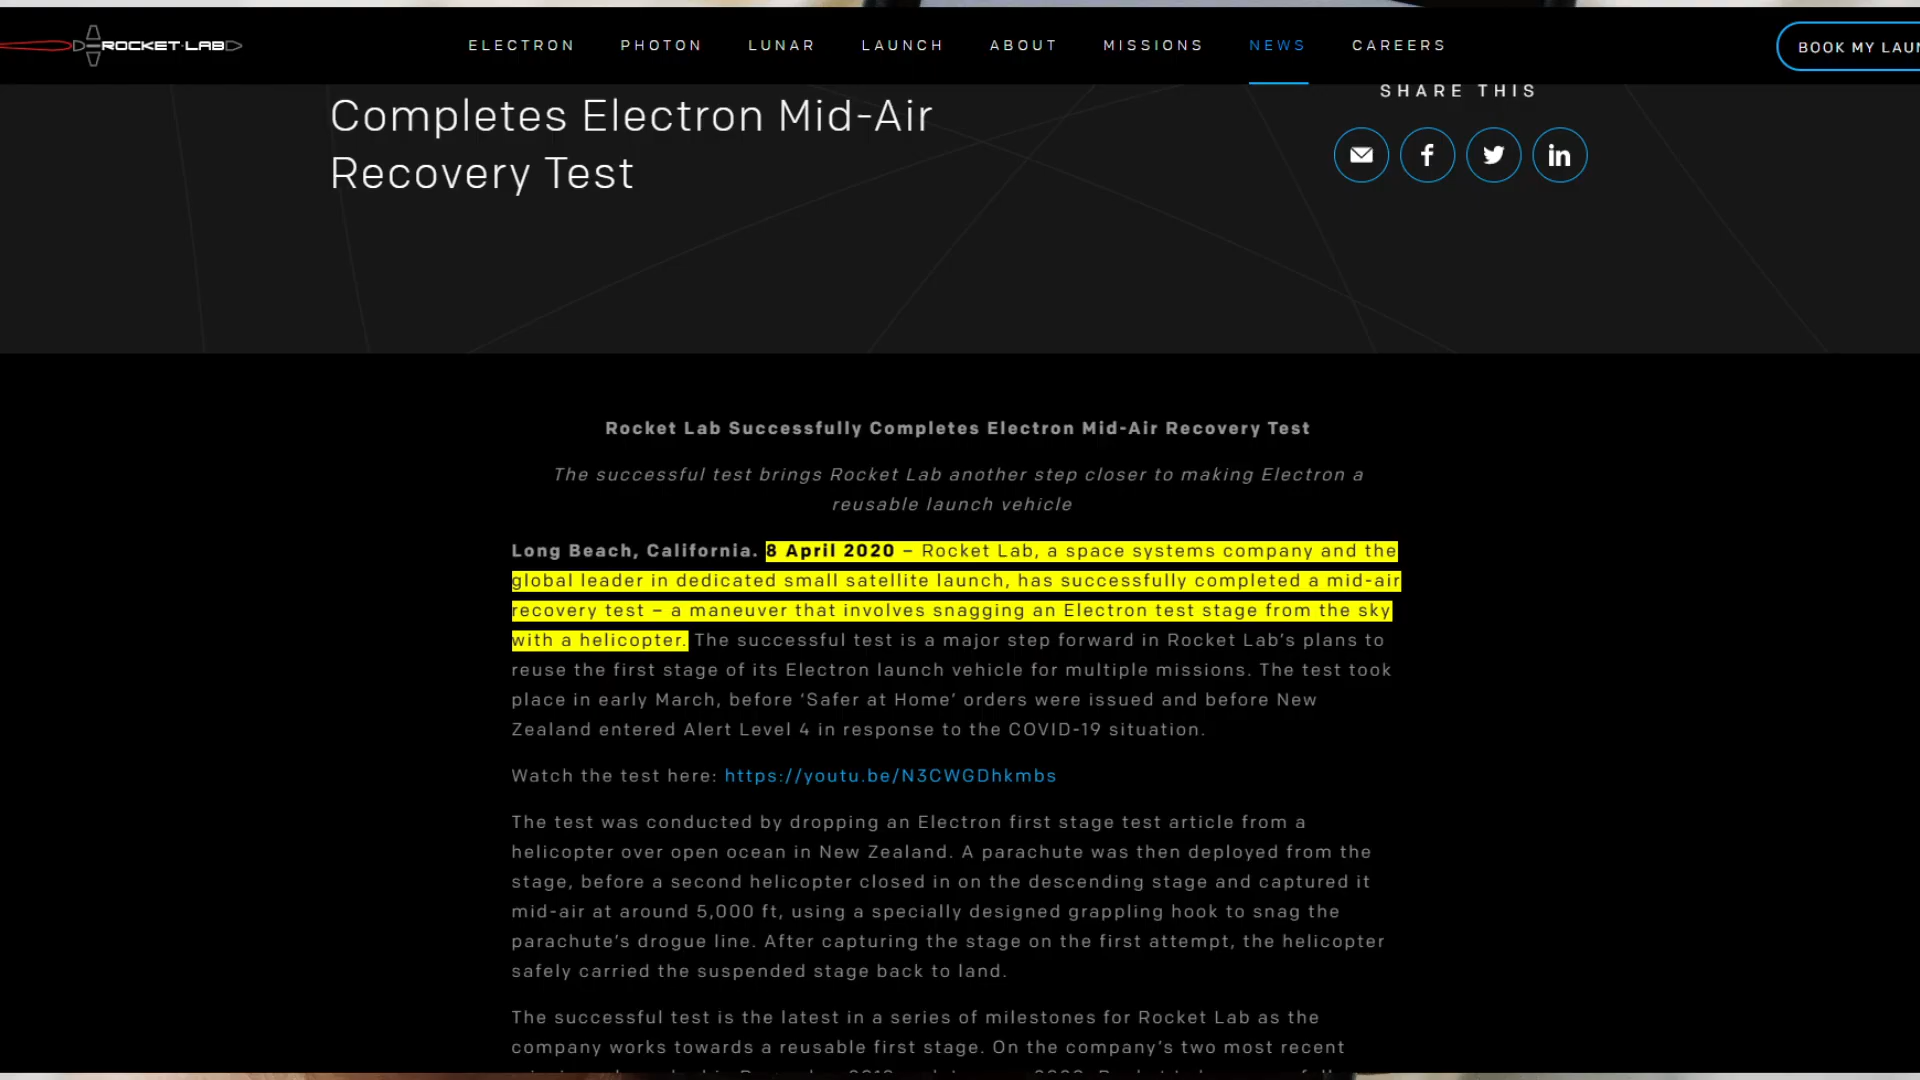 ROCKET LAB
ELECTRON PHOTON LUNAR LAUNCH ABOUT MISSIONS NEWS CAREERS
BOOK MY LAUN
Completes Electron Mid-Air
Recovery Test
SHARE THIS
Rocket Lab Successfully Completes Electron Mid-Air Recovery Test
The successful test brings Rocket Lab another step closer to making Electron a
reusable launch vehicle
Long Beach, California. 8 April 2020 – Rocket Lab, a space systems company and the
global leader in dedicated small satellite launch, has successfully completed a mid-air
recovery test – a maneuver that involves snagging an Electron test stage from the sky
with a helicopter. The successful test is a major step forward in Rocket Lab’s plans to
reuse the first stage of its Electron launch vehicle for multiple missions. The test took
place in early March, before ‘Safer at Home’ orders were issued and before New
Zealand entered Alert Level 4 in response to the COVID-19 situation.
Watch the test here: https://youtu.be/N3CWGDhkmbs
The test was conducted by dropping an Electron first stage test article from a
helicopter over open ocean in New Zealand. A parachute was then deployed from the
stage, before a second helicopter closed in on the descending stage and captured it
mid-air at around 5,000 ft, using a specially designed grappling hook to snag the
parachute’s drogue line. After capturing the stage on the first attempt, the helicopter
safely carried the suspended stage back to land.
The successful test is the latest in a series of milestones for Rocket Lab as the
company works towards a reusable first stage. On the company’s two most recent